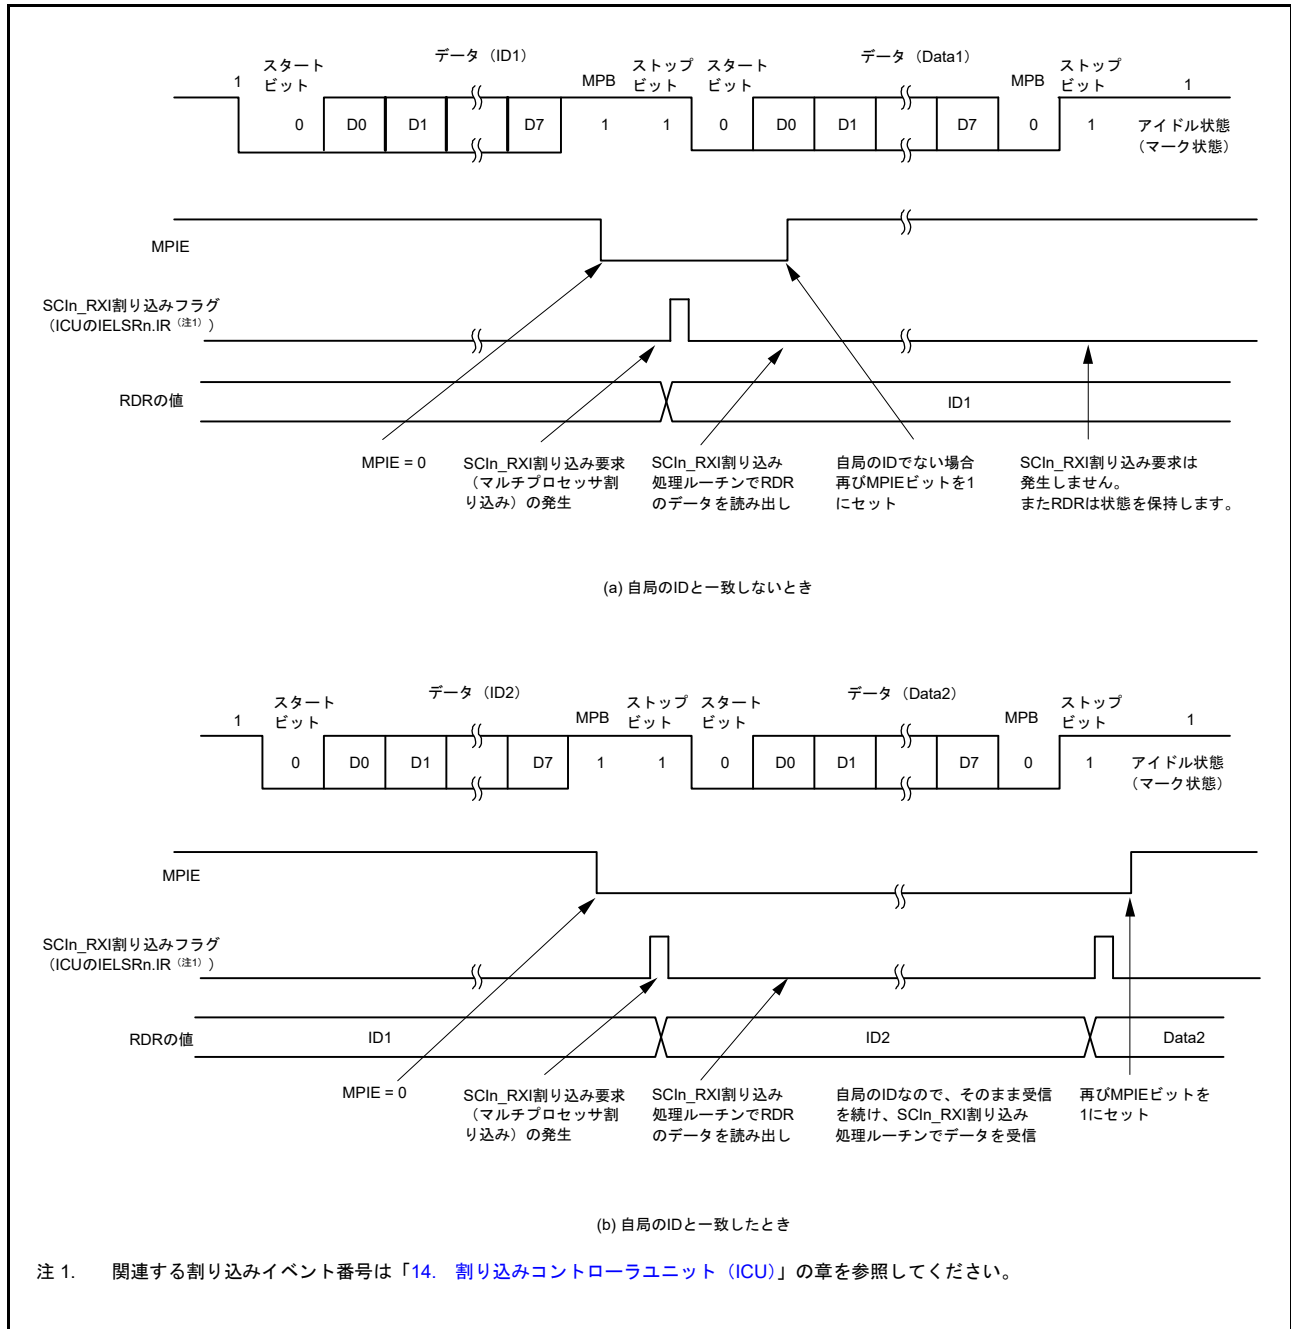 データ（ID1）
データ（Data1）
1
スタート
ビット
MPB
ストップ
ビット
スタート
ビット
MPB
ストップ
ビット
1
0
D0
D1
D7
1
1
0
D0
D1
D7
0
1
アイドル状態
（マーク状態）
MPIE
SCIn_RXI割り込みフラグ
（ICUのIELSRn.IR（注1））
RDRの値
ID1
MPIE = 0
SCIn_RXI割り込み要求
（マルチプロセッサ割
り込み）の発生
SCIn_RXI割り込み
処理ルーチンでRDR
のデータを読み出し
自局のIDでない場合
再びMPIEビットを1
にセット
SCIn_RXI割り込み要求は
発生しません。
またRDRは状態を保持します。
(a) 自局のIDと一致しないとき
データ（ID2）
データ（Data2）
1
スタート
ビット
MPB
ストップ
ビット
スタート
ビット
MPB
ストップ
ビット
1
0
D0
D1
D7
1
1
0
D0
D1
D7
0
1
アイドル状態
（マーク状態）
MPIE
SCIn_RXI割り込みフラグ
（ICUのIELSRn.IR（注1））
RDRの値
ID1
ID2
Data2
MPIE = 0
SCIn_RXI割り込み要求
（マルチプロセッサ割
り込み）の発生
SCIn_RXI割り込み
処理ルーチンでRDR
のデータを読み出し
自局のIDなので、そのまま受信
を続け、SCIn_RXI割り込み
処理ルーチンでデータを受信
再びMPIEビットを
1にセット
(b) 自局のIDと一致したとき
注 1. 関連する割り込みイベント番号は「14. 割り込みコントローラユニット（ICU）」の章を参照してください。